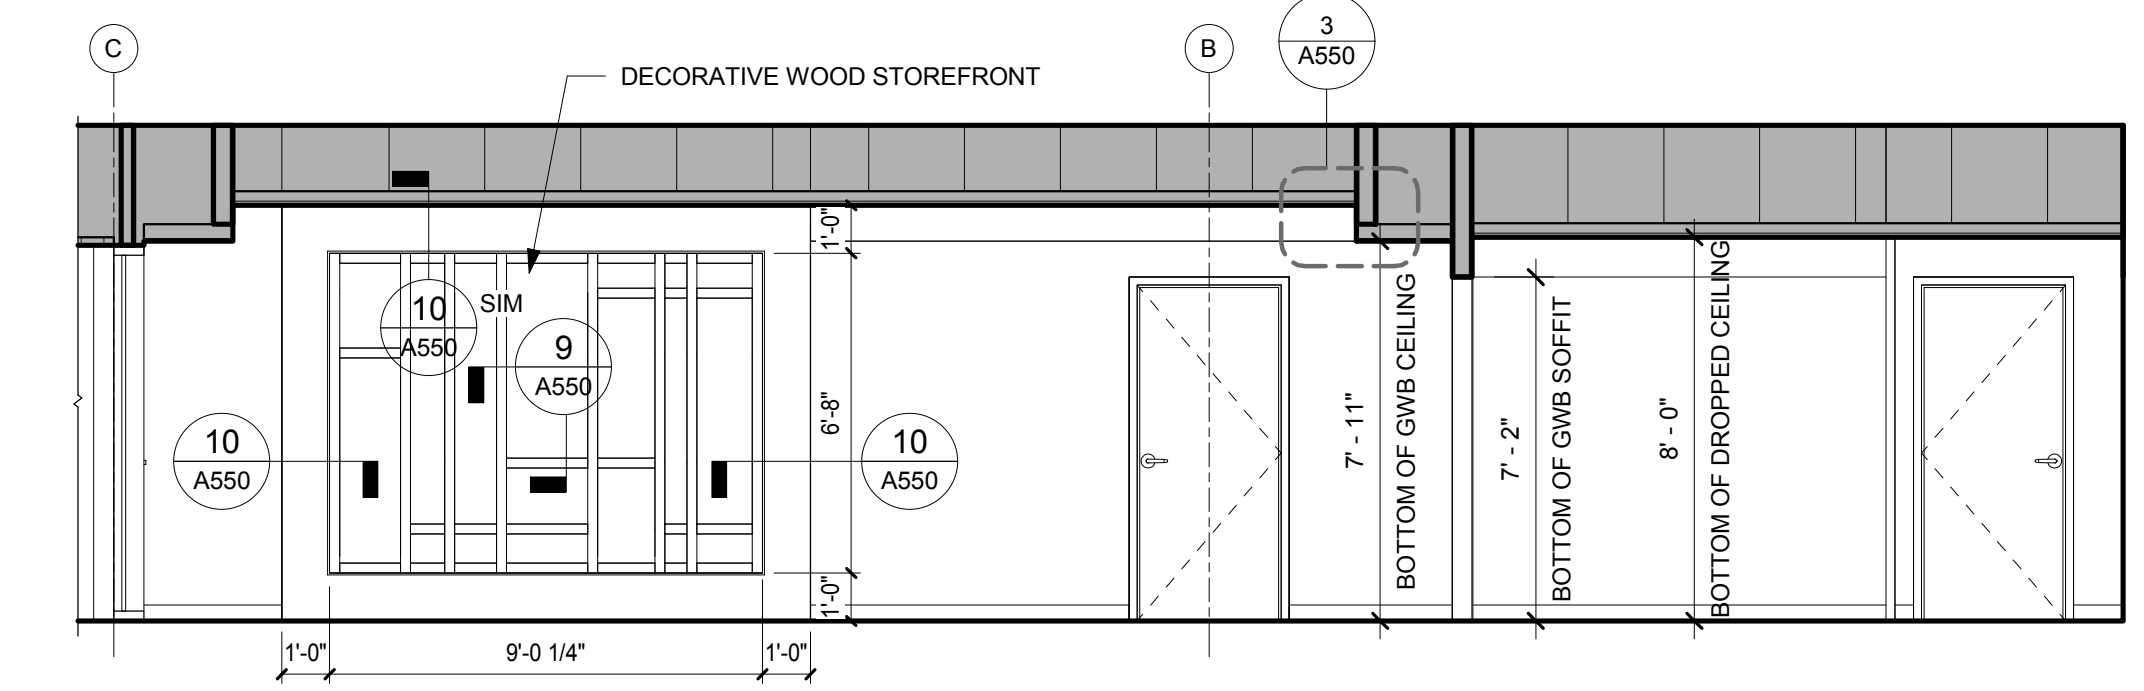 3
A550
C
B
DECORATIVE WOOD STOREFRONT
1'-0"
10
A550
SIM
9
A550
10
A550
6'-8"
10
A550
1'-0"
7' - 11"
BOTTOM OF GWB CEILING
7' - 2"
BOTTOM OF GWB SOFFIT
8' - 0"
BOTTOM OF DROPPED CEILING
1'-0"
9'-0 1/4"
1'-0"